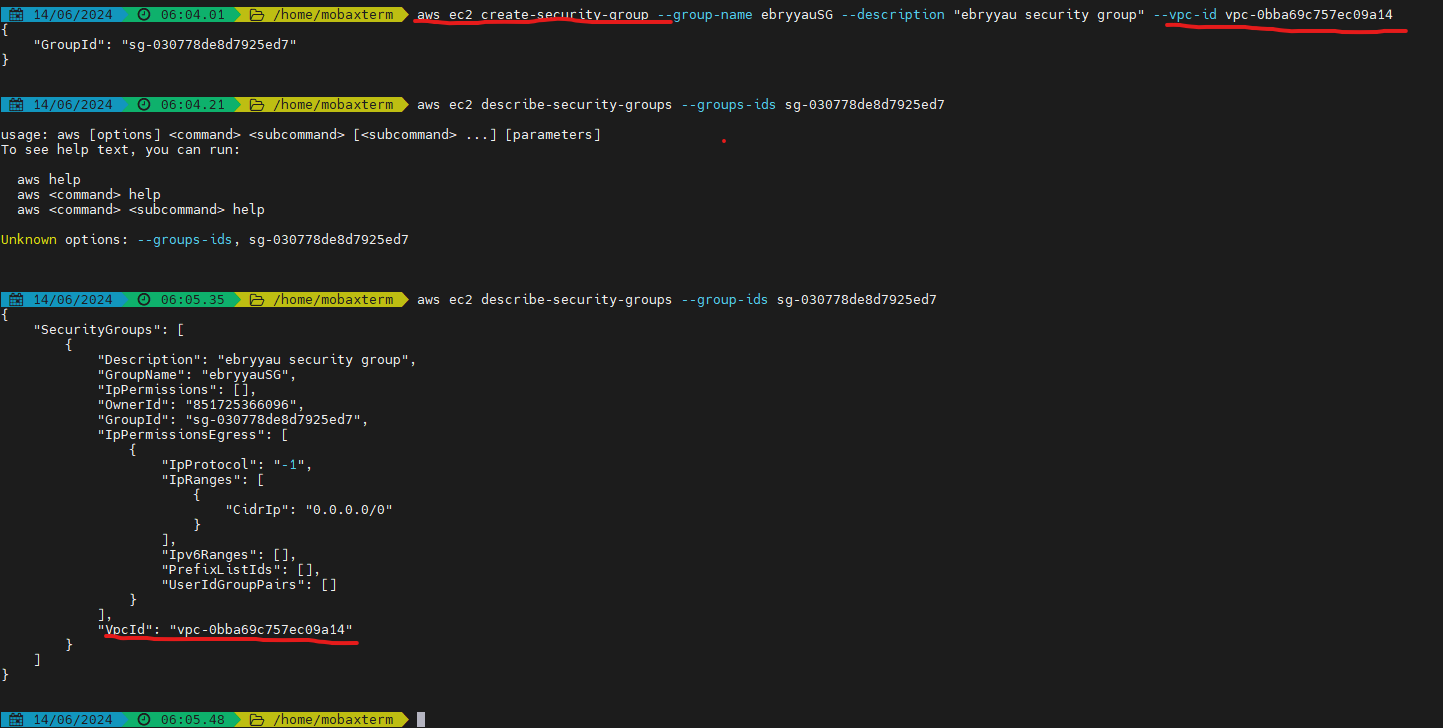 14/06/2024 06:04.01 /home/mobaxterm aws ec2 create-security-group --group-name ebryyauSG --description "ebryyau security group" --vpc-id vpc-0bba69c757ec09a14
{
    "GroupId": "sg-030778de8d7925ed7"
}
14/06/2024 06:04.21 /home/mobaxterm aws ec2 describe-security-groups --groups-ids sg-030778de8d7925ed7
usage: aws [options] <command> <subcommand> [<subcommand> ...] [parameters]
To see help text, you can run:
  aws help
  aws <command> help
  aws <command> <subcommand> help
Unknown options: --groups-ids, sg-030778de8d7925ed7
14/06/2024 06:05.35 /home/mobaxterm aws ec2 describe-security-groups --group-ids sg-030778de8d7925ed7
{
    "SecurityGroups": [
        {
            "Description": "ebryyau security group",
            "GroupName": "ebryyauSG",
            "IpPermissions": [],
            "OwnerId": "851725366096",
            "GroupId": "sg-030778de8d7925ed7",
            "IpPermissionsEgress": [
                {
                    "IpProtocol": "-1",
                    "IpRanges": [
                        {
                            "CidrIp": "0.0.0.0/0"
                        }
                    ],
                    "Ipv6Ranges": [],
                    "PrefixListIds": [],
                    "UserIdGroupPairs": []
                }
            ],
            "VpcId": "vpc-0bba69c757ec09a14"
        }
    ]
}
14/06/2024 06:05.48 /home/mobaxterm